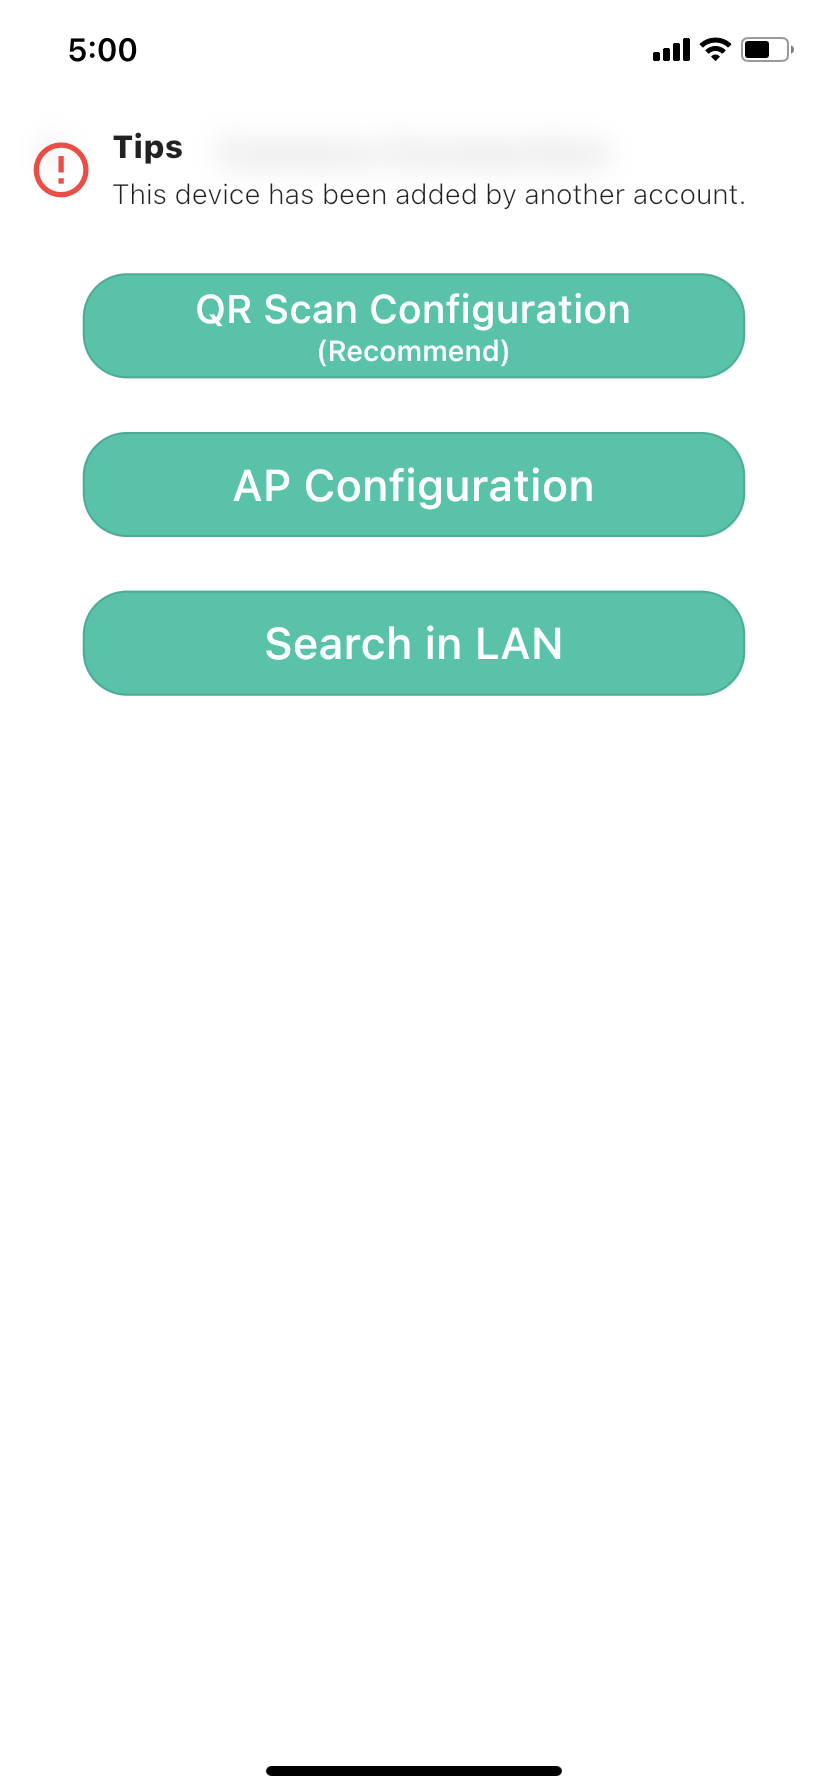 5:00
Tips
This device has been added by another account.
QR Scan Configuration
(Recommend)
AP Configuration
Search in LAN